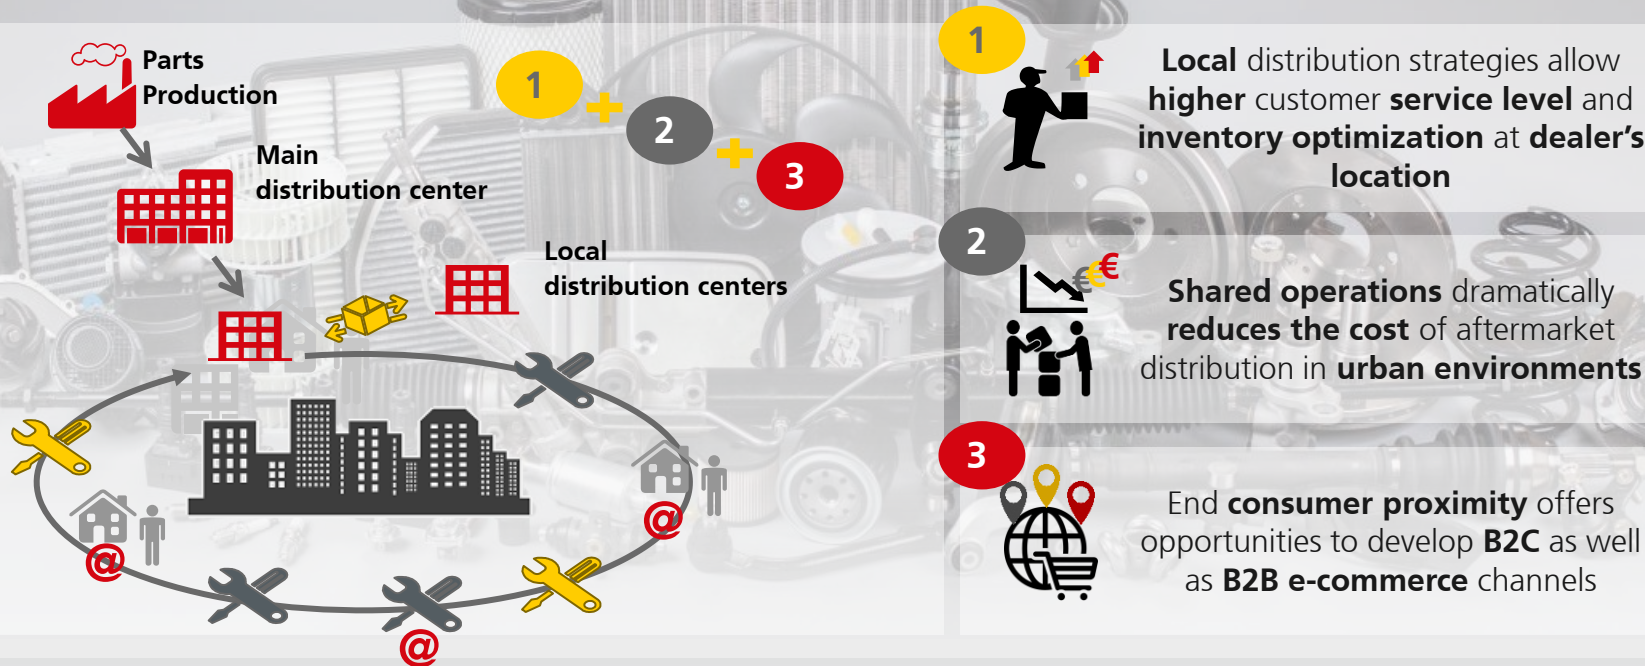 Parts
Production
Main
distribution center
Local
distribution centers
1
2
3
@
@
@
1
Local distribution strategies allow
higher customer service level and
inventory optimization at dealer's
location
2
€€€
Shared operations dramatically
reduces the cost of aftermarket
distribution in urban environments
3
End consumer proximity offers
opportunities to develop B2C as well
as B2B e-commerce channels